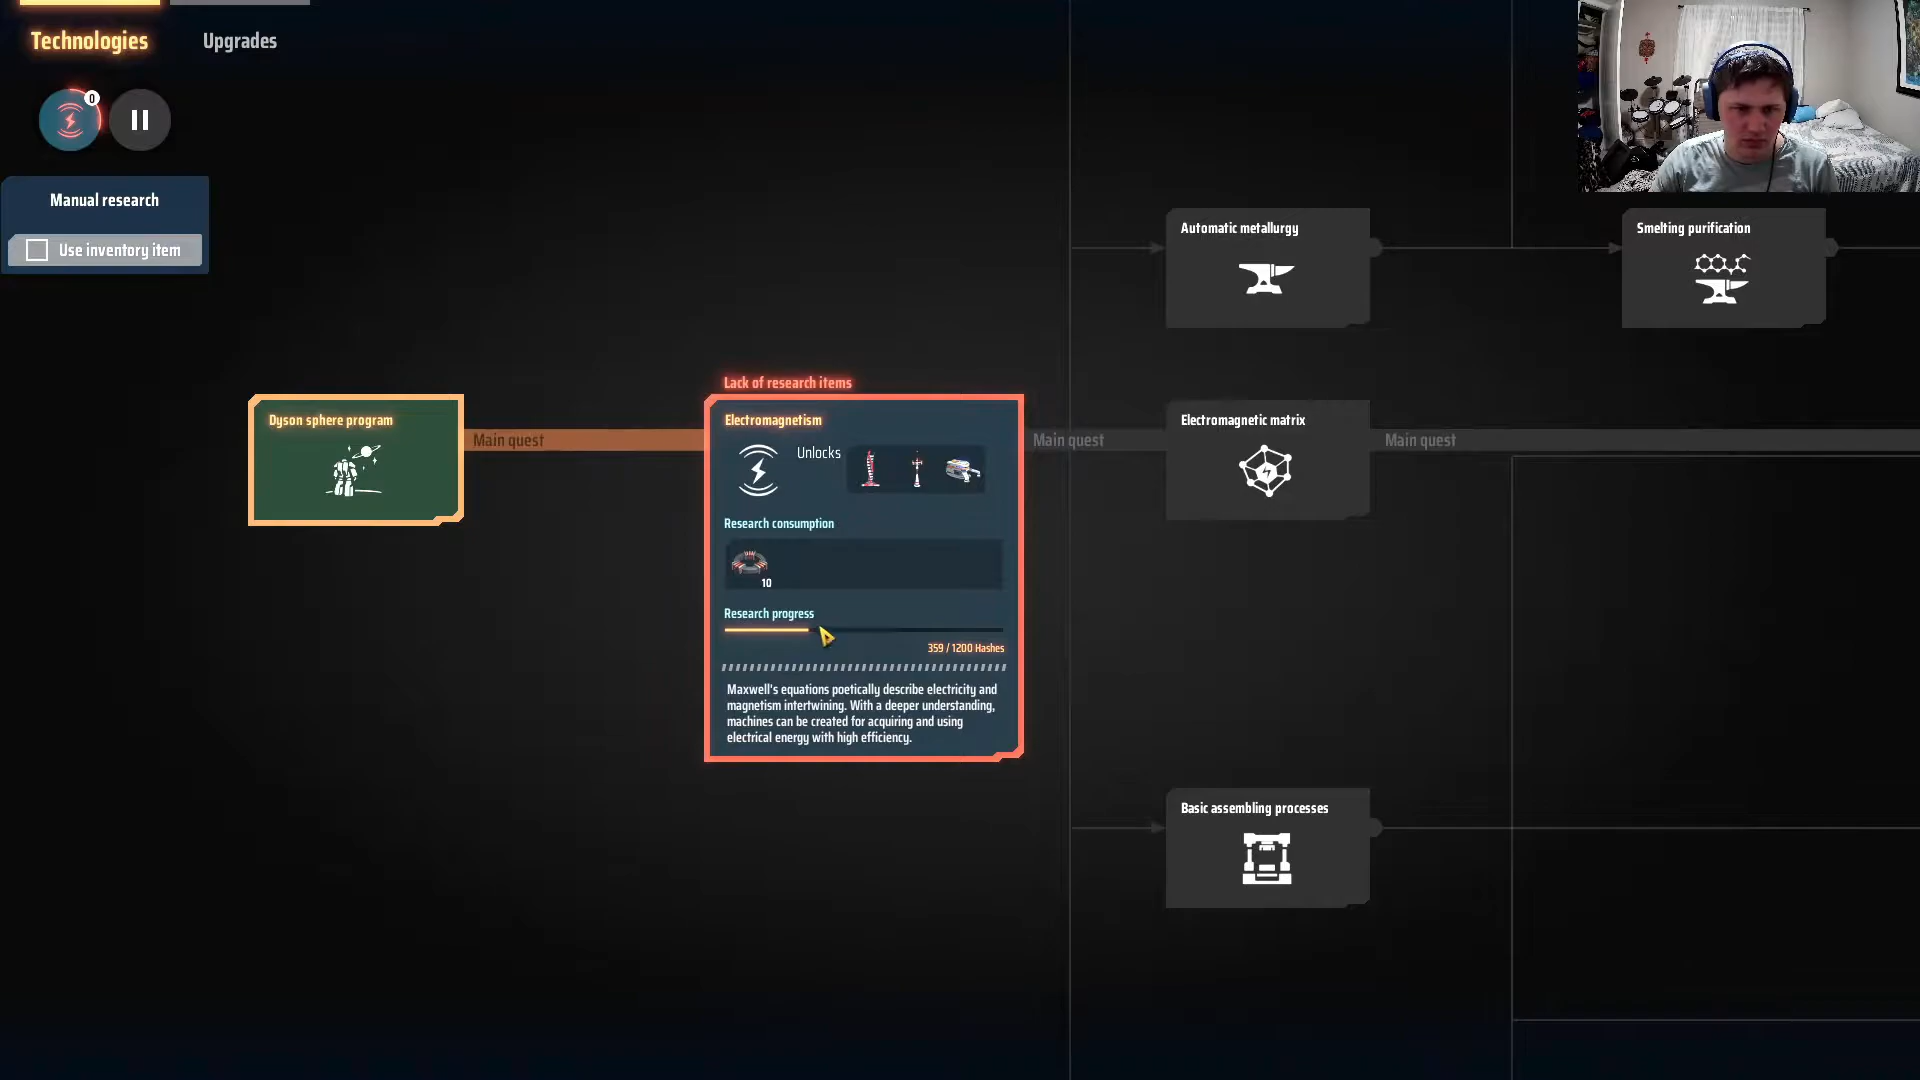 Technologies
Upgrades
0
Manual research
Use inventory item
Automatic metallurgy
Smelting purification
Lack of research items
Dyson sphere program
Main quest
Electromagnetism
Unlocks
Main quest
Electromagnetic matrix
Main quest
Research consumption
10
Research progress
359 / 1200 Hashes
Maxwell's equations poetically describe electricity and
magnetism intertwining. With a deeper understanding,
machines can be created for acquiring and using
electrical energy with high efficiency.
Basic assembling processes